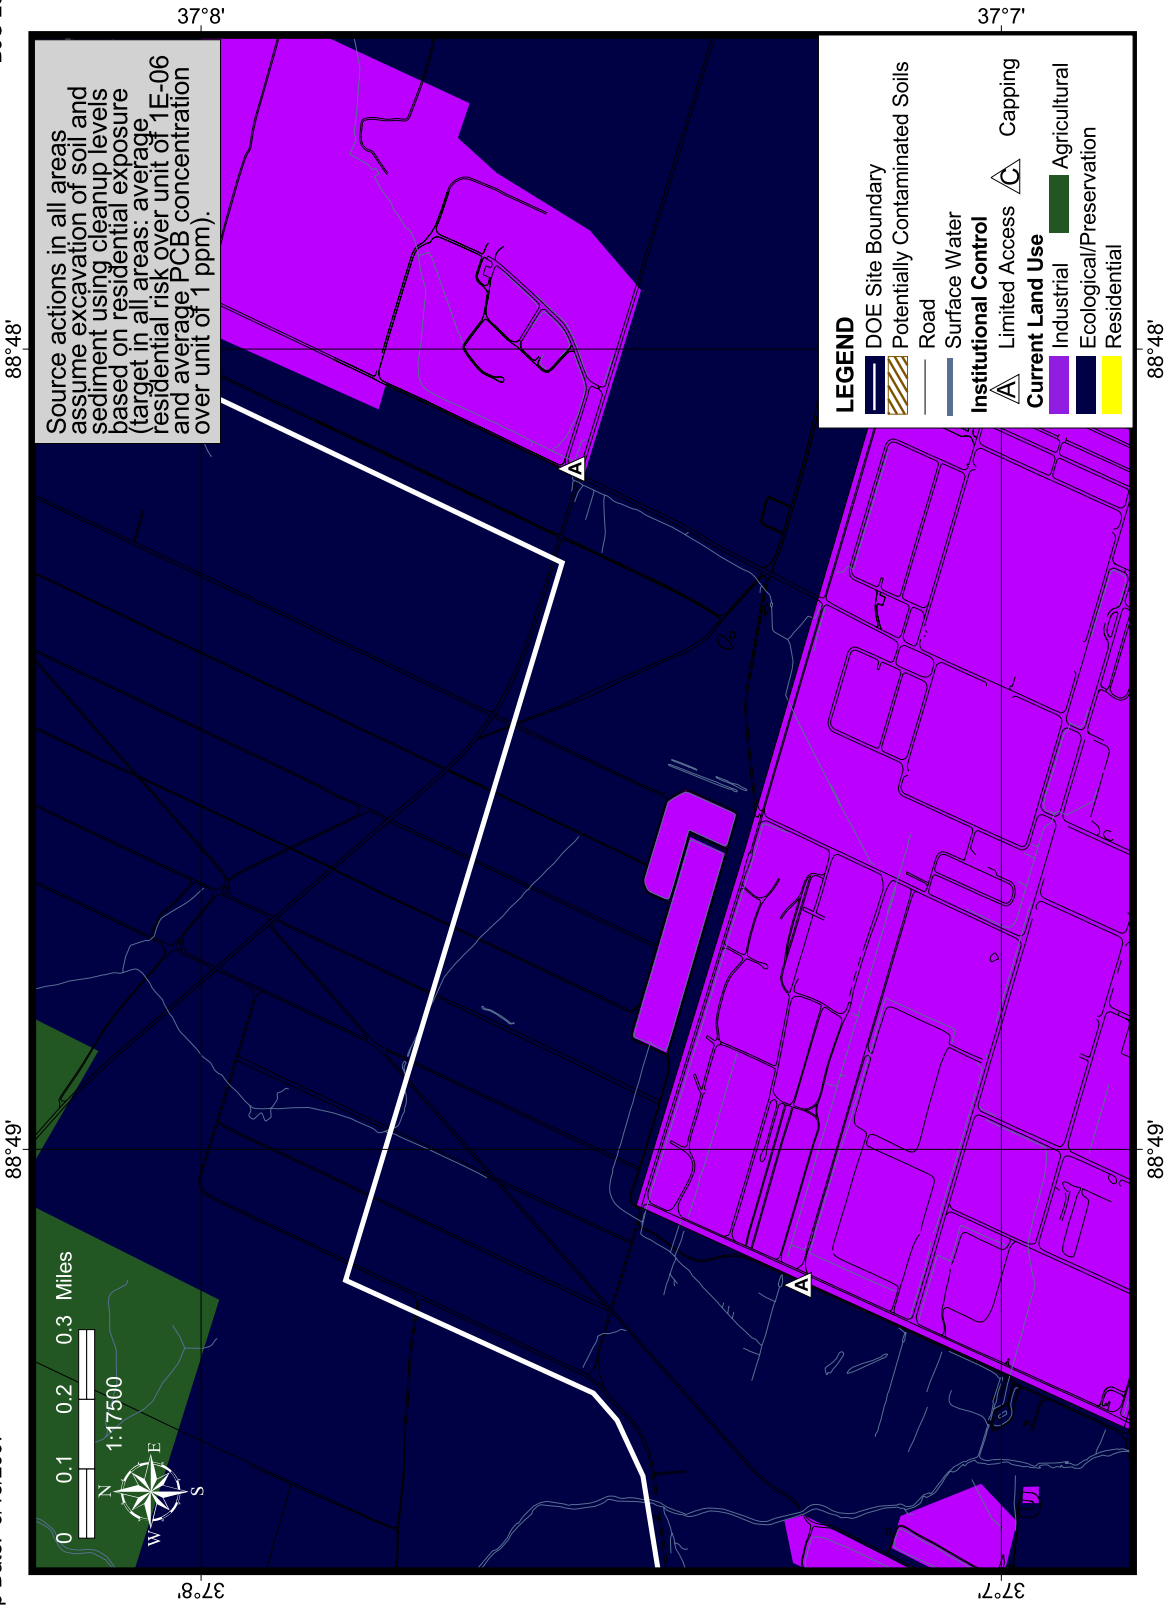 37°8'
37°7'
Source actions in all areas
assume excavation of soil and
sediment using cleanup levels
based on residential exposure
(target in all areas: average
residential risk over unit of 1E-06
and average PCB concentration
over unit of 1 ppm).
88°48'
88°48'
LEGEND
DOE Site Boundary
Potentially Contaminated Soils
Road
Surface Water
Institutional Control
A Limited Access
C Capping
Current Land Use
Industrial
Agricultural
Ecological/Preservation
Residential
A
A
88°49'
88°49'
0 0.1 0.2 0.3 Miles
1:17500
N
E
S
W
37°8'
37°7'